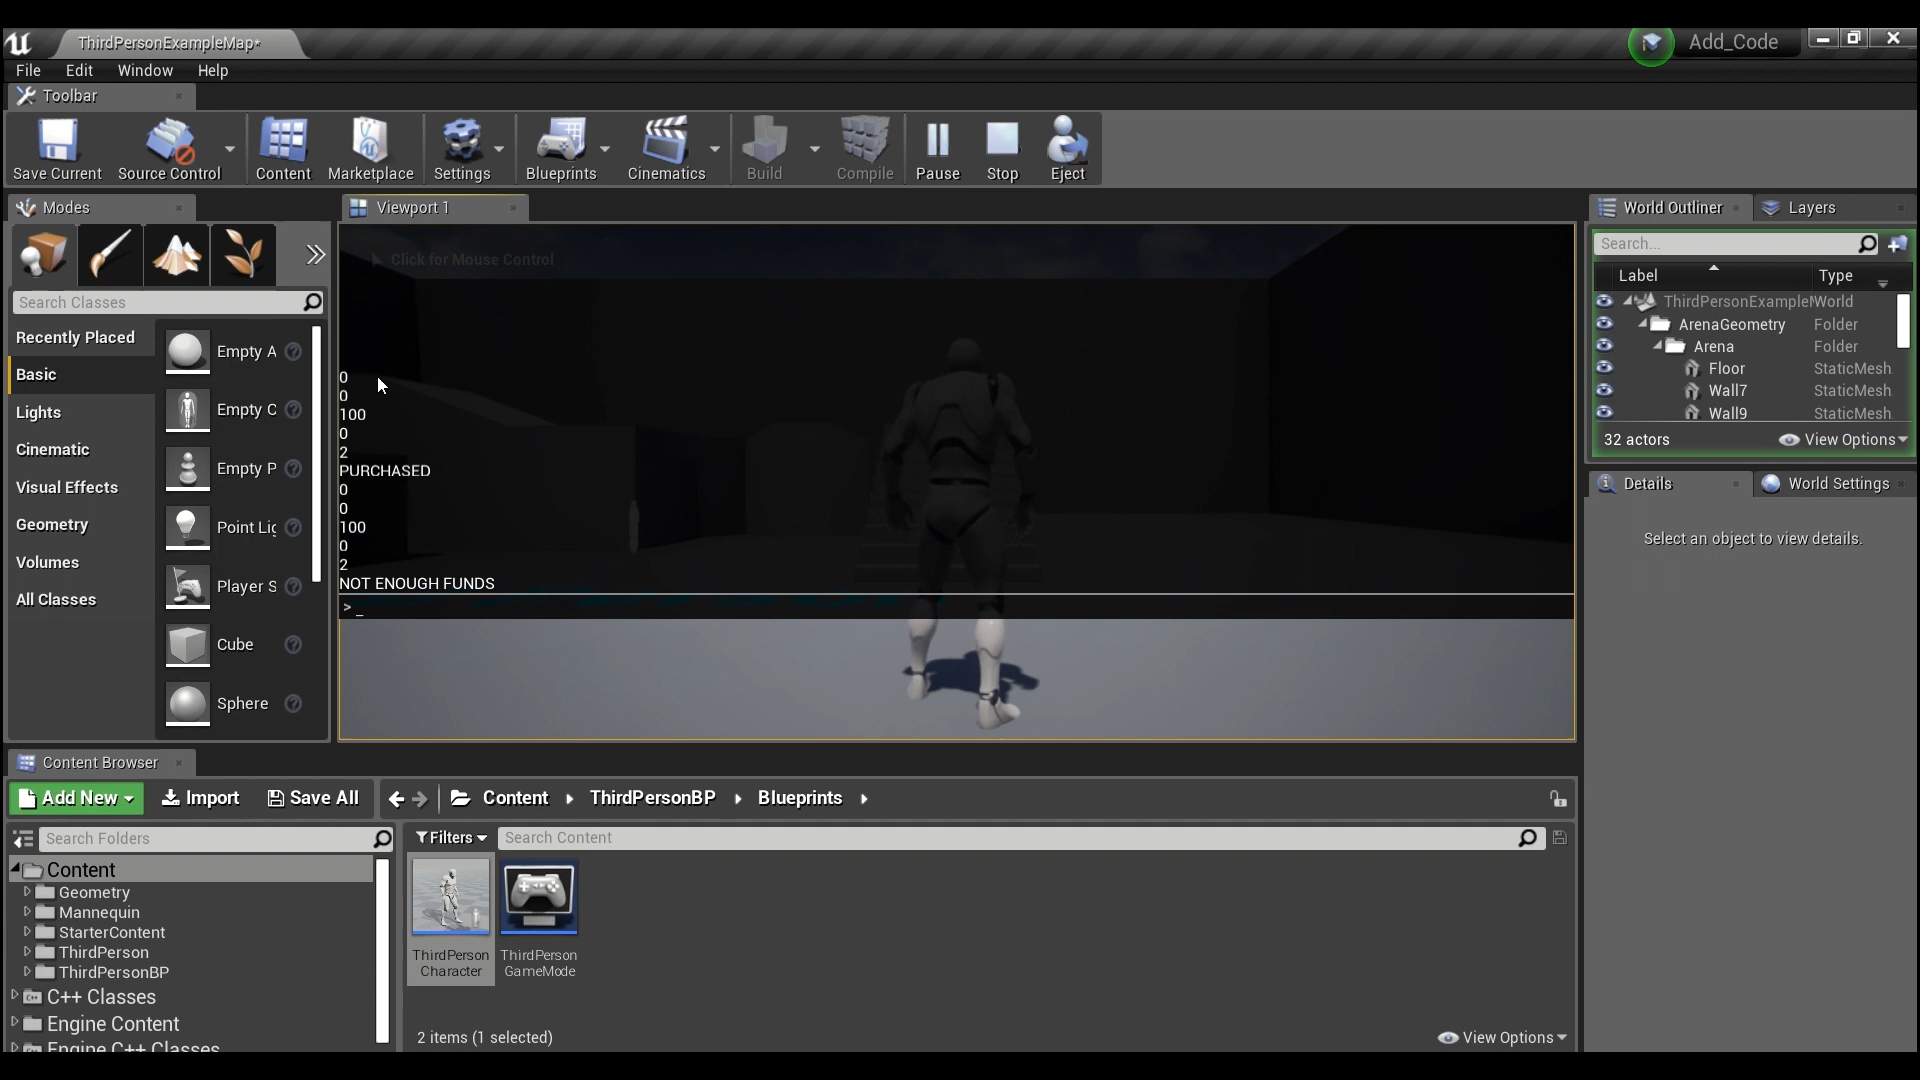 ThirdPersonExampleMap*
Add_Code
File Edit Window Help
Toolbar
Save Current Source Control Content Marketplace Settings Blueprints Cinematics Build Compile Pause Stop Eject
Modes
Viewport 1
World Outliner Layers
Search...
Label Type
ThirdPersonExampleM World
ArenaGeometry Folder
Arena Folder
Floor StaticMesh
Wall7 StaticMesh
Wall9 StaticMesh
32 actors View Options
Details World Settings
Select an object to view details.
Search Classes
Recently Placed
Basic
Lights
Cinematic
Visual Effects
Geometry
Volumes
All Classes
Empty A
Empty C
Empty P
Point Lig
Player S
Cube
Sphere
Click for Mouse Control
0
0
100
0
2
PURCHASED
0
0
100
0
2
NOT ENOUGH FUNDS
> _
Content Browser
Add New Import Save All Content ThirdPersonBP Blueprints
Search Folders
Filters Search Content
Content
Geometry
Mannequin
StarterContent
ThirdPerson
ThirdPersonBP
C++ Classes
Engine Content
Engine C++ Classes
ThirdPerson
Character
ThirdPerson
GameMode
2 items (1 selected) View Options